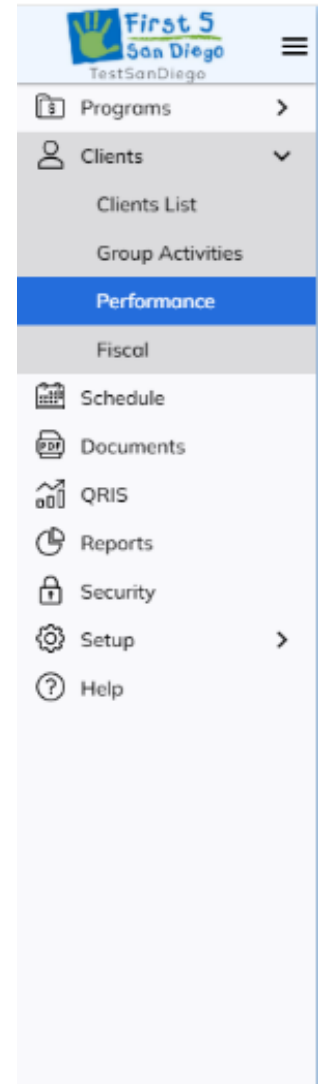 First 5
San Diego
TestSanDiego
$ Programs
Clients
Clients List
Group Activities
Performance
Fiscal
Schedule
PDF Documents
QRIS
Reports
Security
Setup
? Help